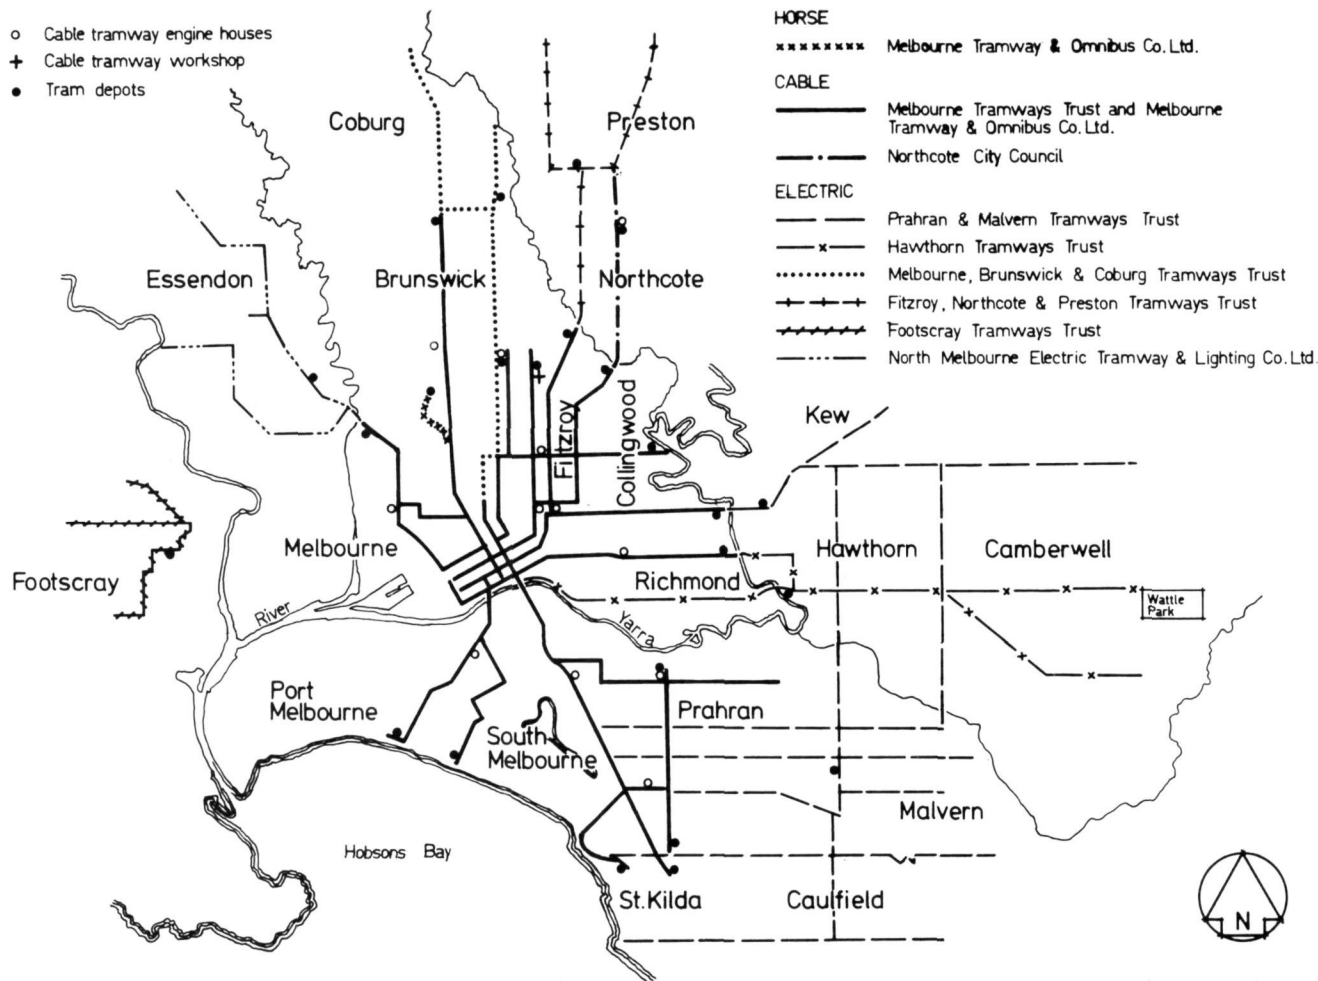 Cable tramway engine houses
Cable tramway workshop
Tram depots
HORSE
Melbourne Tramway & Omnibus Co. Ltd.
CABLE
Melbourne Tramways Trust and Melbourne
Tramway & Omnibus Co. Ltd.
Northcote City Council
ELECTRIC
Prahran & Malvern Tramways Trust
Hawthorn Tramways Trust
Melbourne, Brunswick & Coburg Tramways Trust
Fitzroy, Northcote & Preston Tramways Trust
Footscray Tramways Trust
North Melbourne Electric Tramway & Lighting Co. Ltd.
Coburg
Preston
Essendon
Brunswick
Northcote
Fitzroy
Collingwood
Kew
Melbourne
Hawthorn
Camberwell
Footscray
Richmond
Wattle
Park
River
Yarra
Port
Melbourne
Prahran
South
Melbourne
Malvern
Hobsons Bay
St. Kilda
Caulfield
N